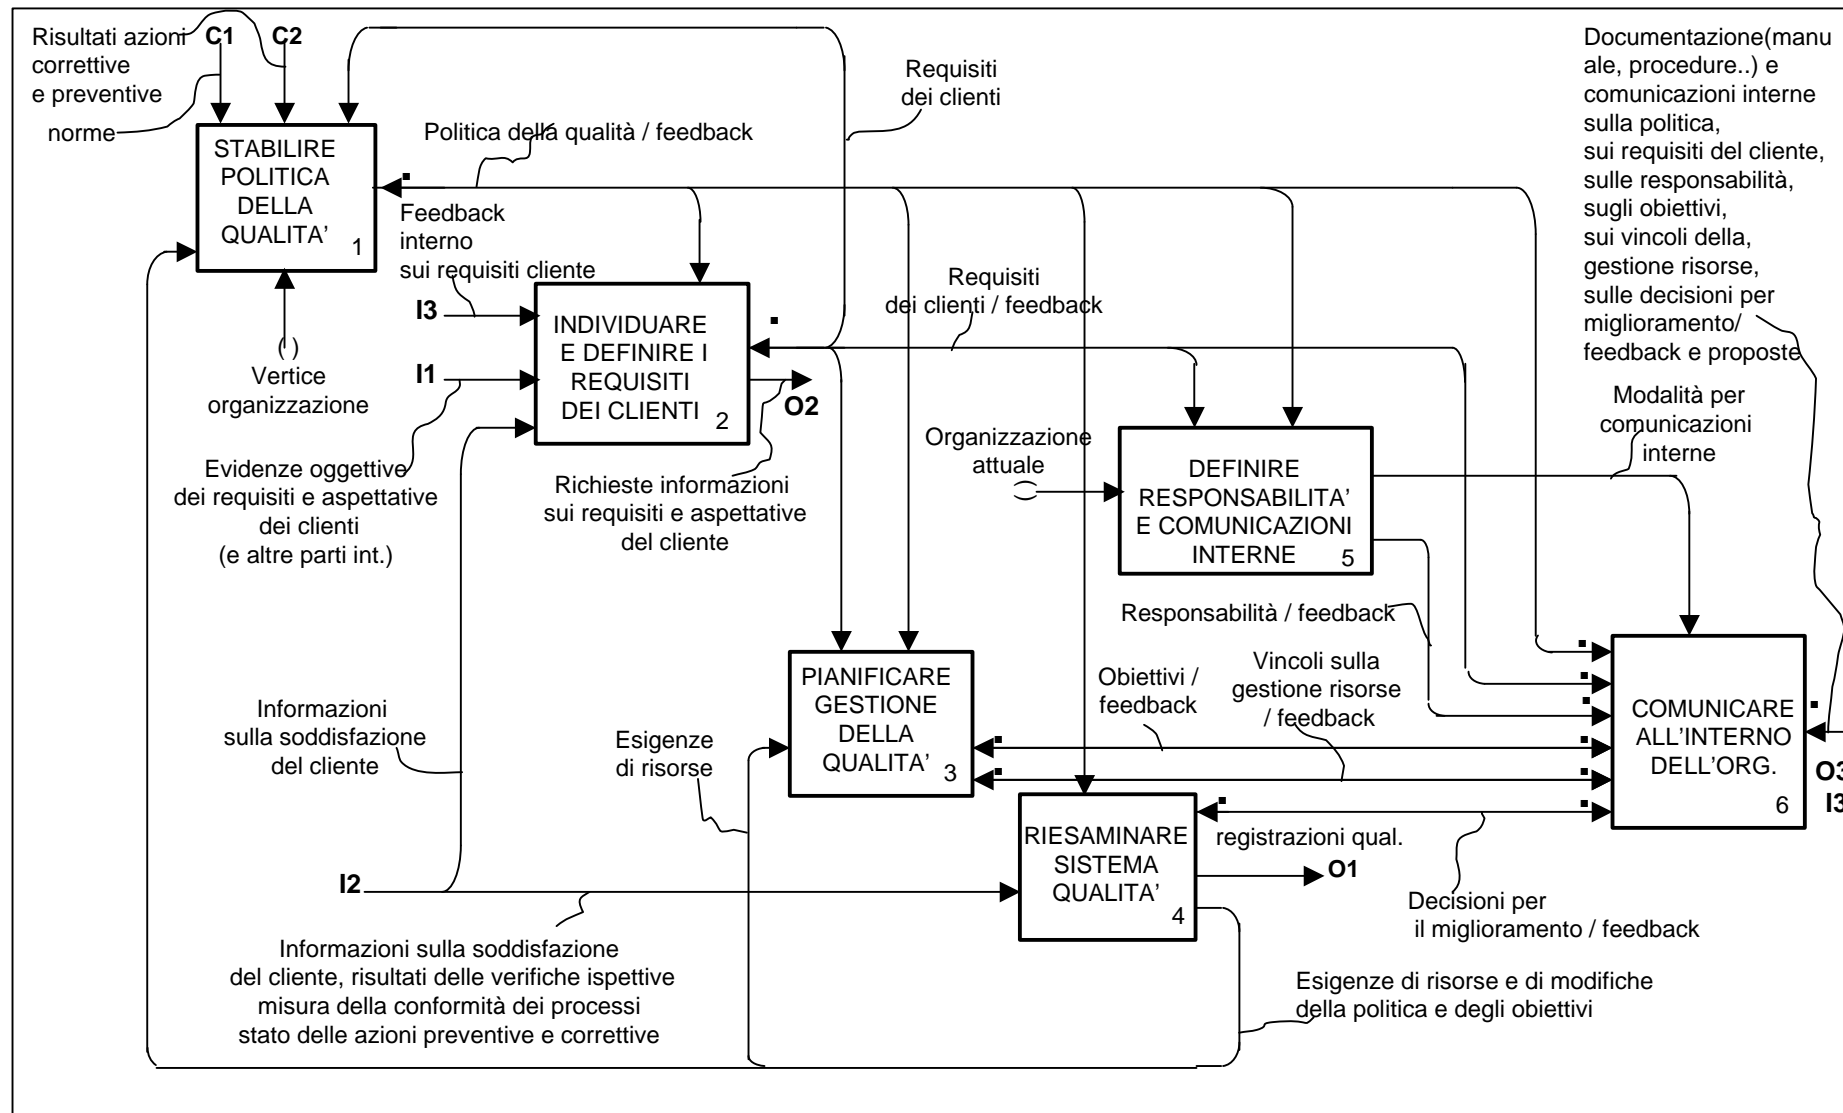 Risultati azioni
correttive
e preventive
norme
C1
C2
STABILIRE
POLITICA
DELLA
QUALITA'
1
( )
Vertice
organizzazione
Politica della qualità / feedback
Requisiti
dei clienti
Feedback
interno
sui requisiti cliente
I3
I1
INDIVIDUARE
E DEFINIRE I
REQUISITI
DEI CLIENTI
2
O2
Evidenze oggettive
dei requisiti e aspettative
dei clienti
(e altre parti int.)
Richieste informazioni
sui requisiti e aspettative
del cliente
Requisiti
dei clienti / feedback
Organizzazione
attuale
( )
DEFINIRE
RESPONSABILITA'
E COMUNICAZIONI
INTERNE
5
Documentazione(manu
ale, procedure..) e
comunicazioni interne
sulla politica,
sui requisiti del cliente,
sulle responsabilità,
sugli obiettivi,
sui vincoli della,
gestione risorse,
sulle decisioni per
miglioramento/
feedback e proposte
Modalità per
comunicazioni
interne
Responsabilità / feedback
Obiettivi /
feedback
Vincoli sulla
gestione risorse
/ feedback
PIANIFICARE
GESTIONE
DELLA
QUALITA'
3
Esigenze
di risorse
Informazioni
sulla soddisfazione
del cliente
COMUNICARE
ALL'INTERNO
DELL'ORG.
6
O3
I3
RIESAMINARE
SISTEMA
QUALITA'
4
registrazioni qual.
O1
I2
Decisioni per
il miglioramento / feedback
Informazioni sulla soddisfazione
del cliente, risultati delle verifiche ispettive
misura della conformità dei processi
stato delle azioni preventive e correttive
Esigenze di risorse e di modifiche
della politica e degli obiettivi